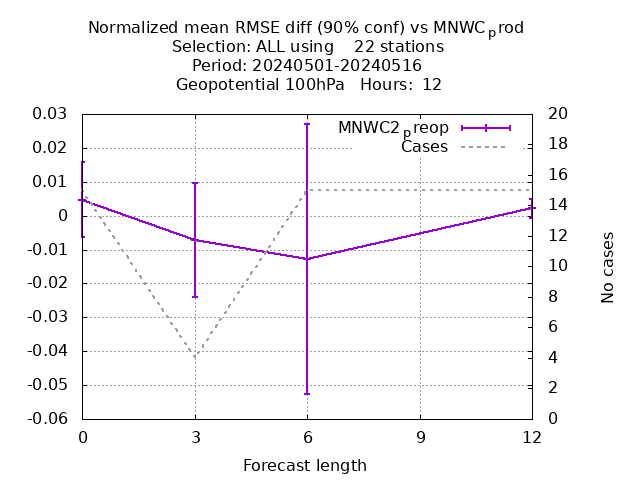 Normalized mean RMSE diff (90% conf) vs MNWCprod
Selection: ALL using 22 stations
Period: 20240501-20240516
Geopotential 100hPa Hours: 12
MNWC2preop
Cases
0.03
0.02
0.01
0
-0.01
-0.02
-0.03
-0.04
-0.05
-0.06
20
18
16
14
12
10
8
6
4
2
0
No cases
0 3 6 9 12
Forecast length